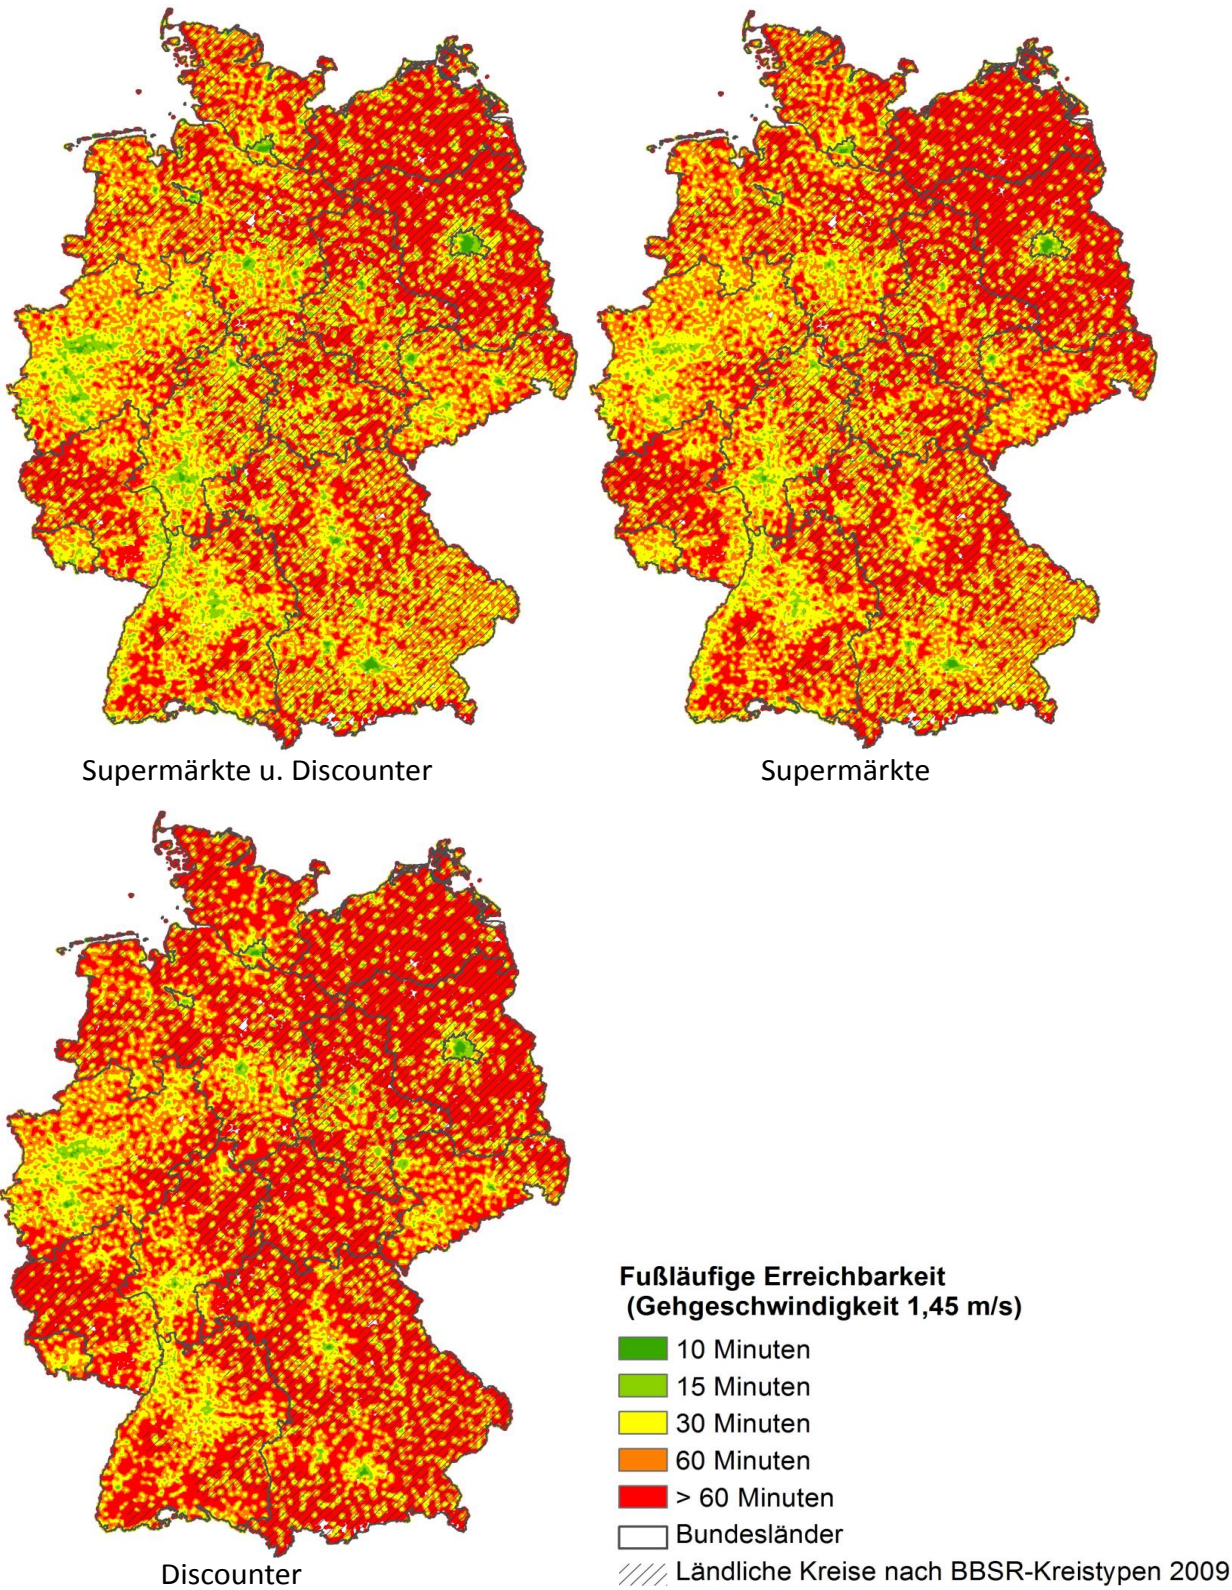 Supermärkte u. Discounter
Supermärkte
Discounter
Fußläufige Erreichbarkeit
(Gehgeschwindigkeit 1,45 m/s)
10 Minuten
15 Minuten
30 Minuten
60 Minuten
> 60 Minuten
Bundesländer
Ländliche Kreise nach BBSR-Kreistypen 2009